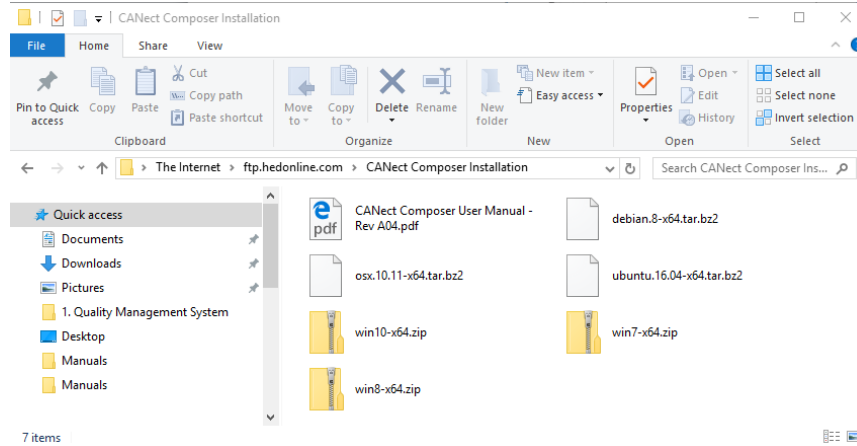 CANect Composer Installation
File Home Share View
Pin to Quick access
Copy
Paste
Cut
Copy path
Paste shortcut
Clipboard
Move to
Copy to
Delete
Rename
Organize
New folder
New item
Easy access
New
Properties
Open
Edit
History
Open
Select all
Select none
Invert selection
Select
The Internet > ftp.hedonline.com > CANect Composer Installation
Search CANect Composer Ins...
Quick access
Documents
Downloads
Pictures
1. Quality Management System
Desktop
Manuals
Manuals
pdf
CANect Composer User Manual -
Rev A04.pdf
debian.8-x64.tar.bz2
osx.10.11-x64.tar.bz2
ubuntu.16.04-x64.tar.bz2
win10-x64.zip
win7-x64.zip
win8-x64.zip
7 items